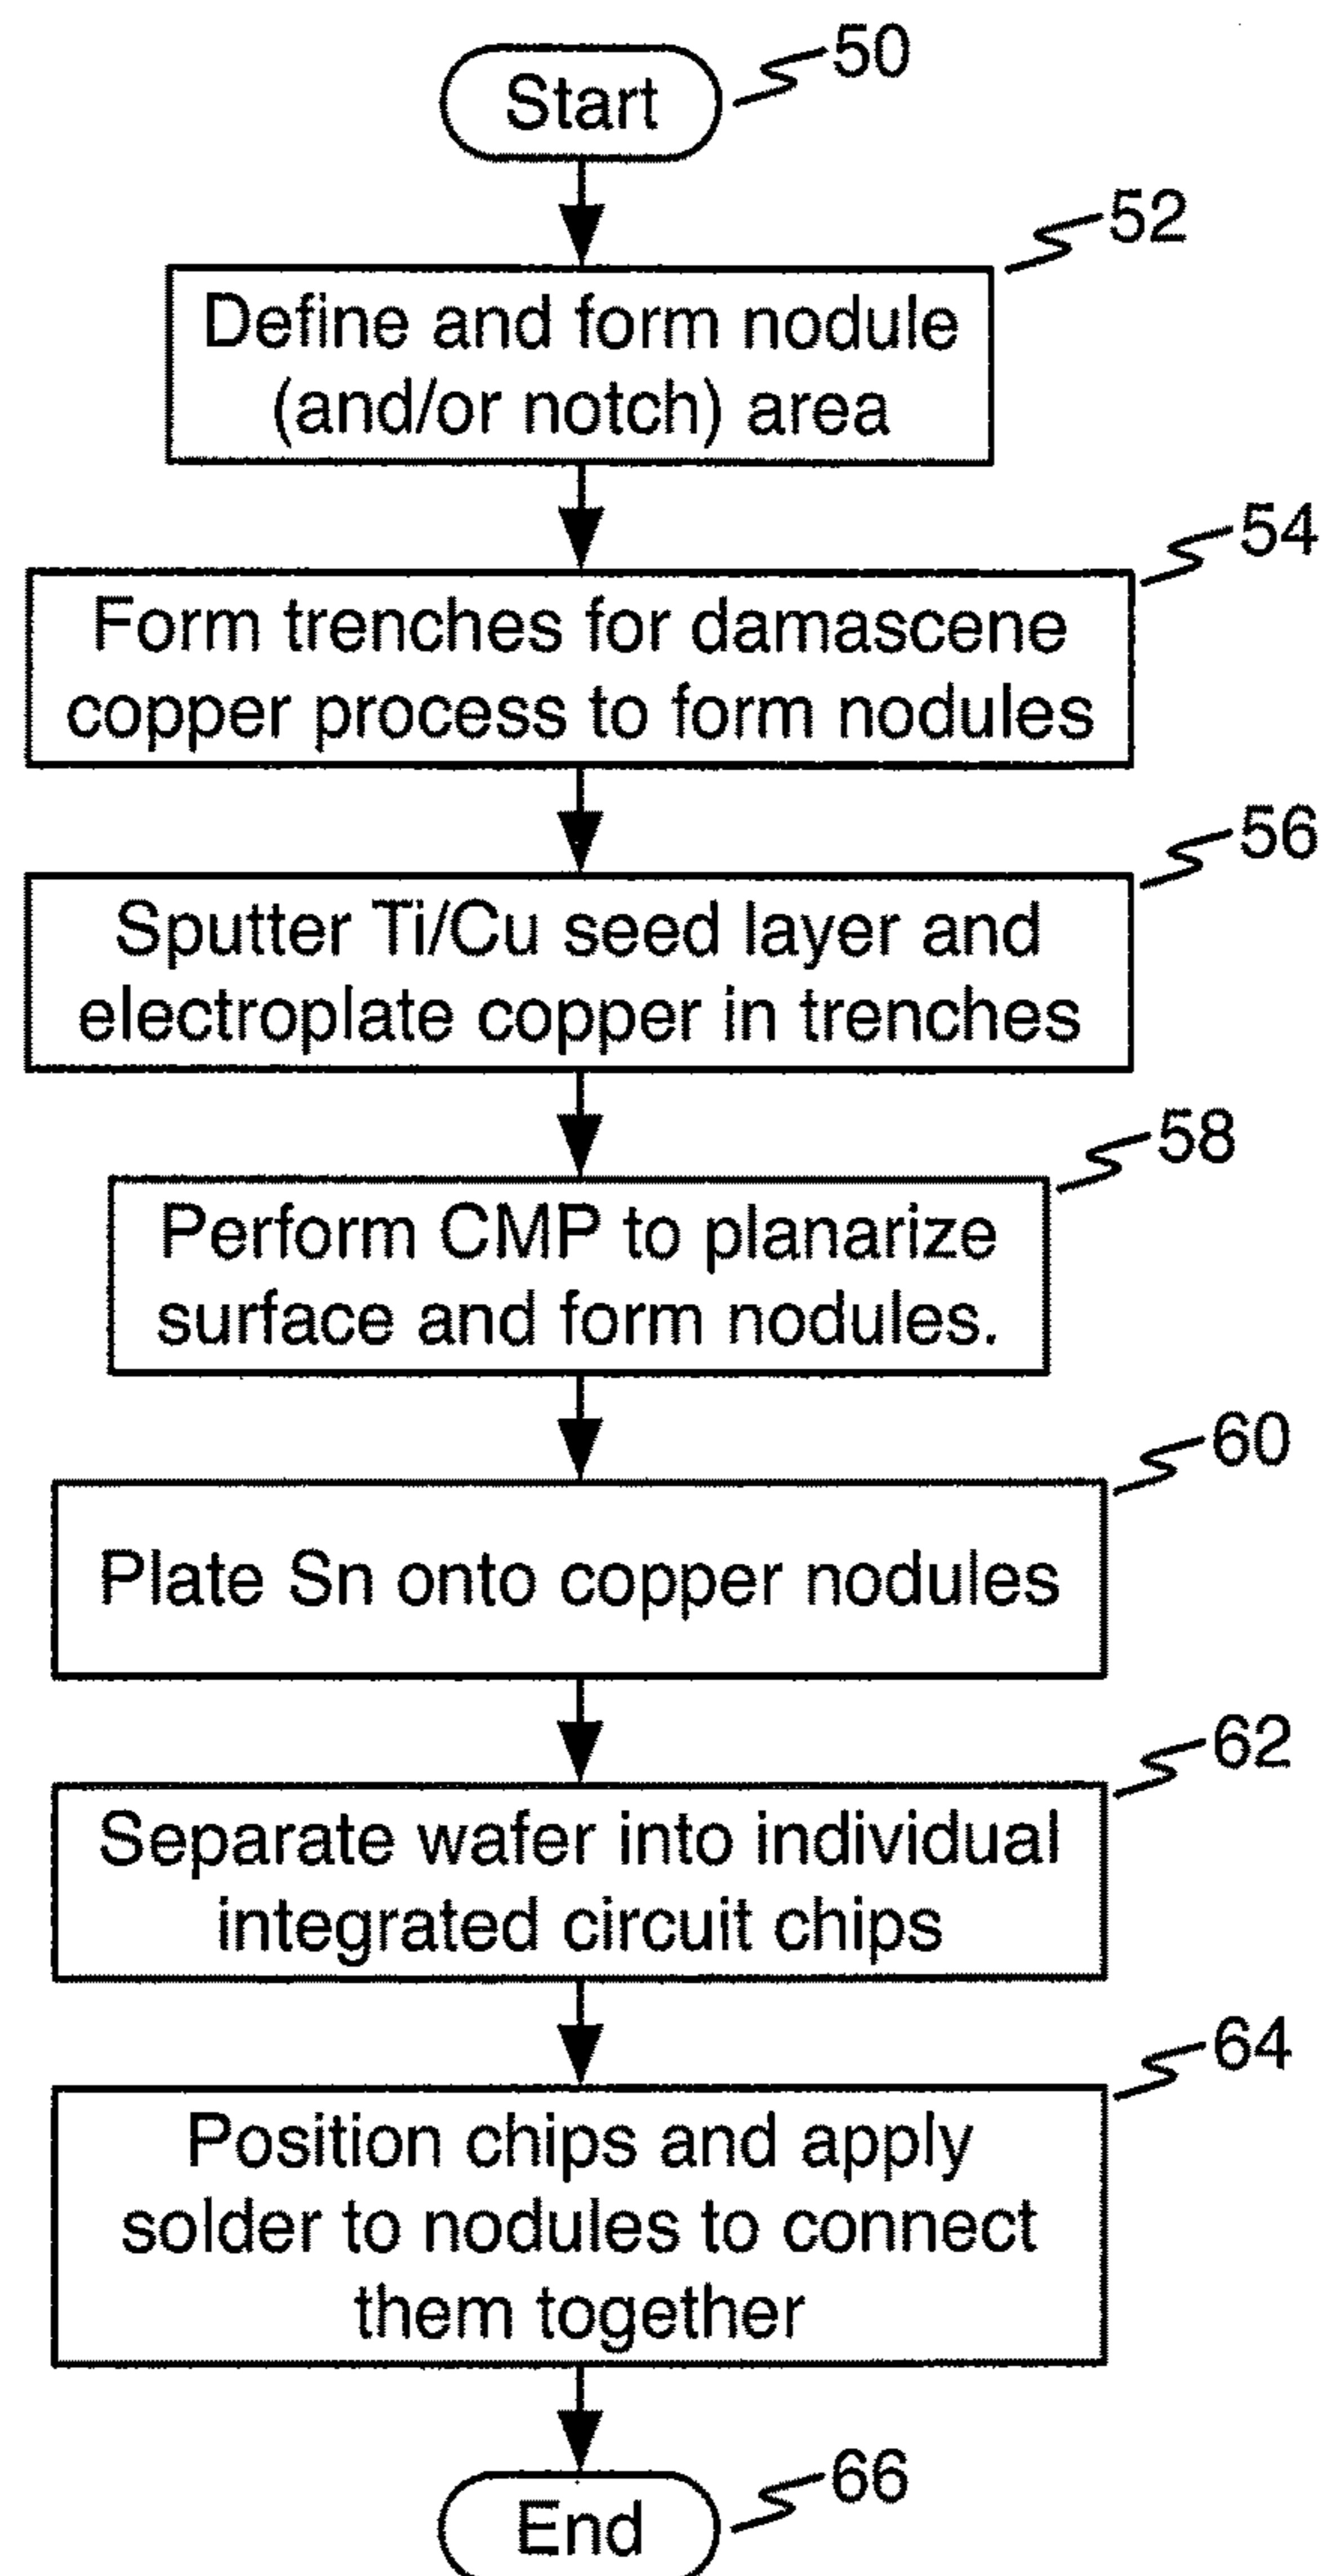 Start
50
52
Define and form nodule
(and/or notch) area
54
Form trenches for damascene
copper process to form nodules
56
Sputter Ti/Cu seed layer and
electroplate copper in trenches
58
Perform CMP to planarize
surface and form nodules.
60
Plate Sn onto copper nodules
62
Separate wafer into individual
integrated circuit chips
64
Position chips and apply
solder to nodules to connect
them together
66
End